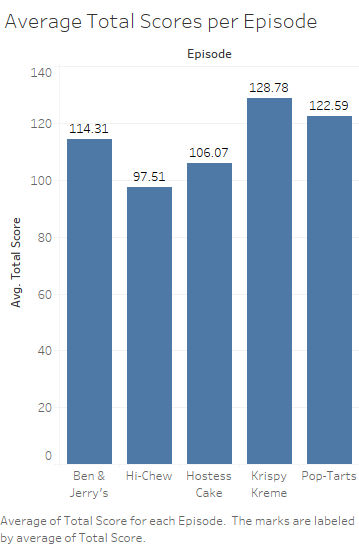 Average Total Scores per Episode
Episode
140
120
100
80
60
40
20
0
Avg. Total Score
114.31
97.51
106.07
128.78
122.59
Ben &
Jerry's
Hi-Chew
Hostess
Cake
Krispy
Kreme
Pop-Tarts
Average of Total Score for each Episode.  The marks are labeled
by average of Total Score.